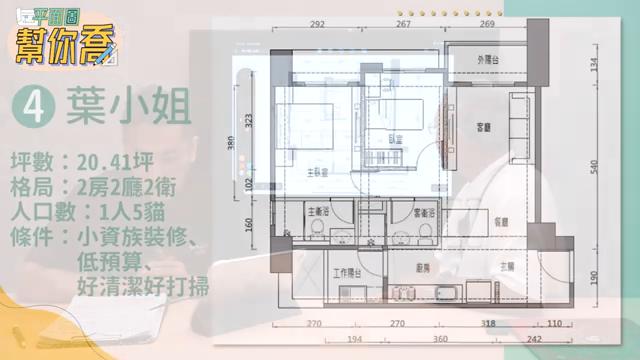 平面圖
幫你喬
4 葉小姐
坪數：20.41坪
格局：2房2廳2衛
人口數：1人5貓
條件：小資族裝修、
低預算、
好清潔好打掃
292 267 269
外陽台
134
客廳
臥室
323
380
主臥室
540
102
主衛浴
客衛浴
160
餐廳
工作陽台
廚房
玄關
190
270 270 318 110
194 360 242